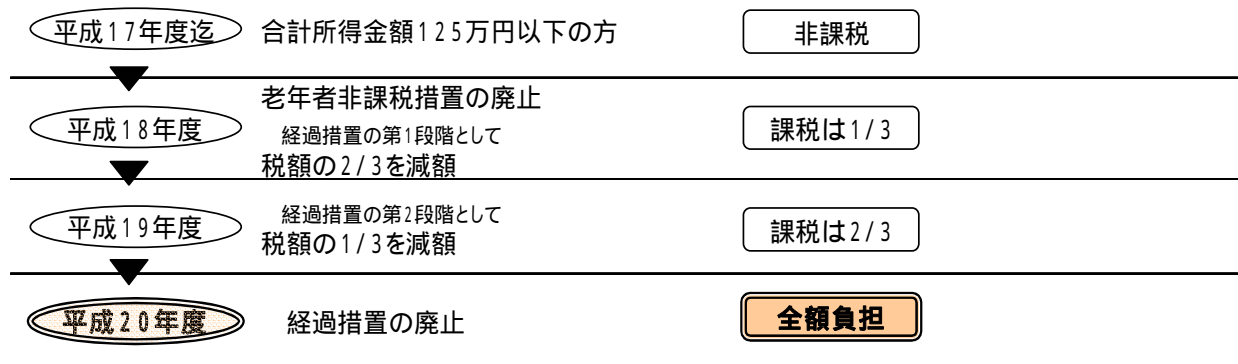 平成17年度迄 合計所得金額125万円以下の方 非課税
老年者非課税措置の廃止
平成18年度 経過措置の第1段階として 課税は1/3
税額の2/3を減額
経過措置の第2段階として
平成19年度 税額の1/3を減額 課税は2/3
平成20年度 経過措置の廃止 全額負担